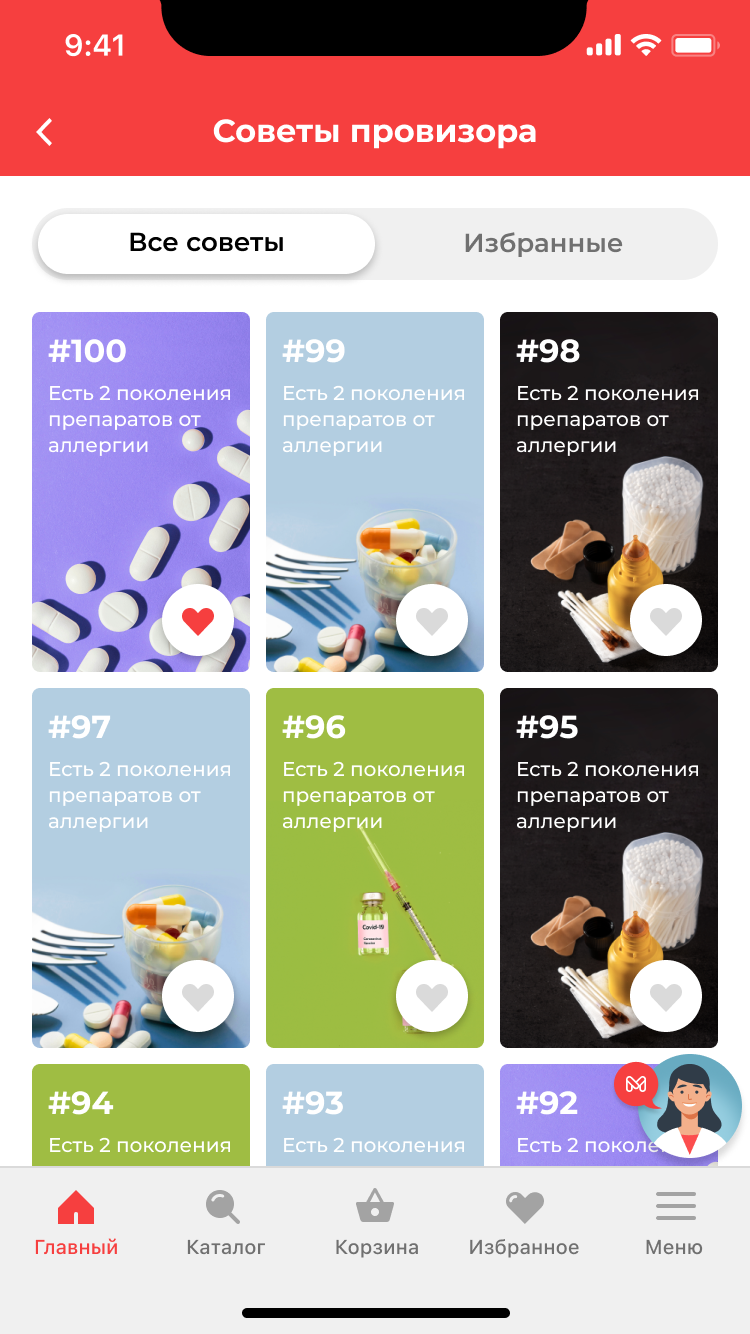 9:41
Советы провизора
Все советы
Избранные
#100
Есть 2 поколения
препаратов от
аллергии
#99
Есть 2 поколения
препаратов от
аллергии
#98
Есть 2 поколения
препаратов от
аллергии
#97
Есть 2 поколения
препаратов от
аллергии
#96
Есть 2 поколения
препаратов от
аллергии
Covid-19
Coronavirus
Vaccine
#95
Есть 2 поколения
препаратов от
аллергии
#94
Есть 2 поколения
#93
Есть 2 поколения
#92
Есть 2 поколе
Главный
Каталог
Корзина
Избранное
Меню